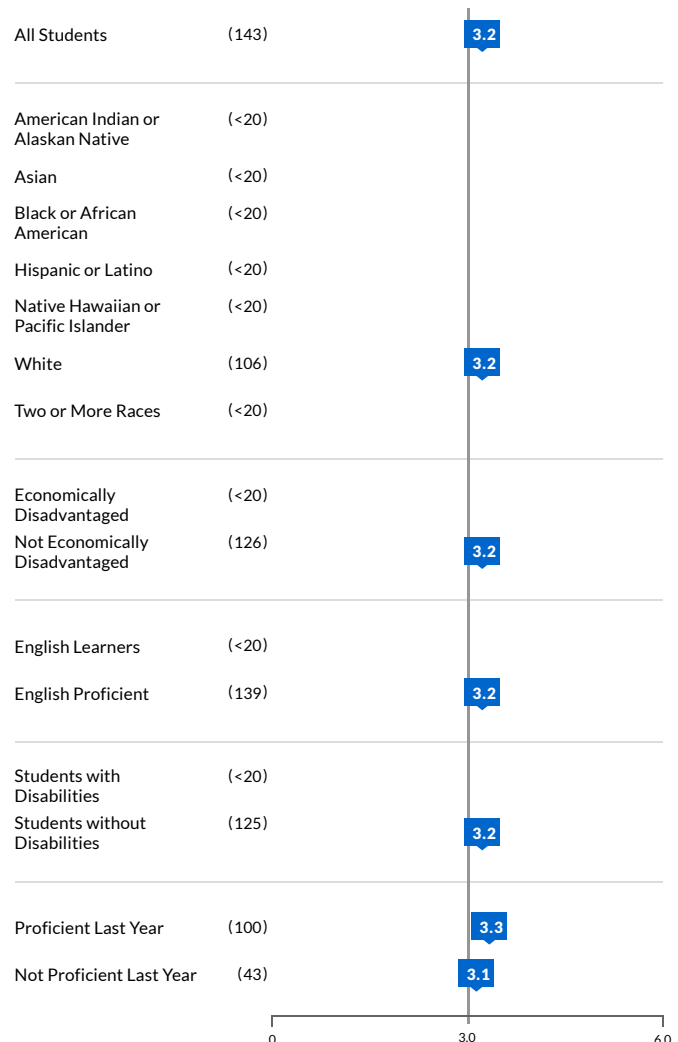 All Students (143) 3.2
American Indian or (<20)
Alaskan Native
Asian (<20)
Black or African (<20)
American
Hispanic or Latino (<20)
Native Hawaiian or (<20)
Pacific Islander
White (106) 3.2
Two or More Races (<20)
Economically (<20)
Disadvantaged
Not Economically (126) 3.2
Disadvantaged
English Learners (<20)
English Proficient (139) 3.2
Students with (<20)
Disabilities
Students without (125) 3.2
Disabilities
Proficient Last Year (100) 3.3
Not Proficient Last Year (43) 3.1
0 3.0 6.0